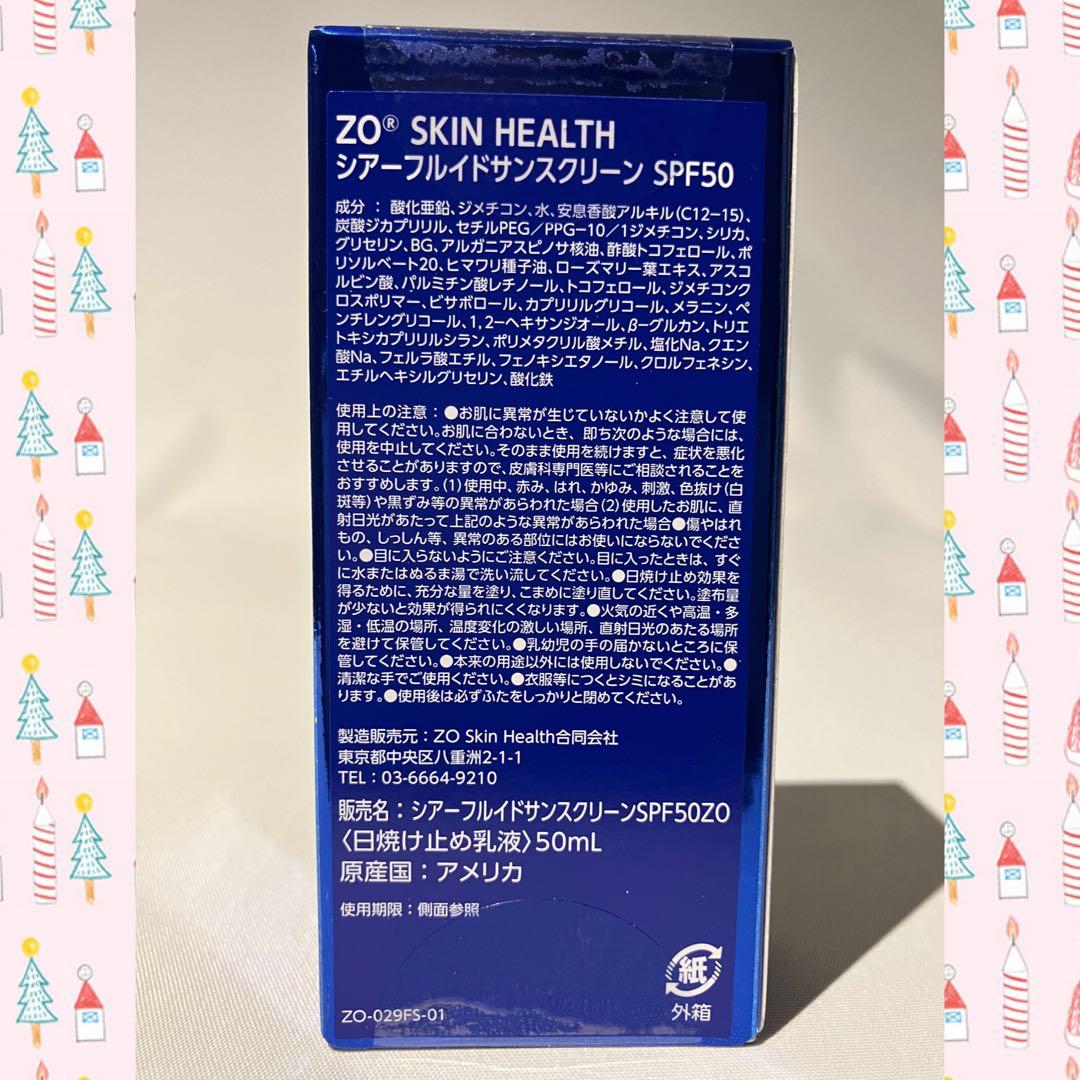 ZO® SKIN HEALTH
シアーフルイドサンスクリーン SPF50
成分 : 酸化亜鉛、ジメチコン、水、安息香酸アルキル(C12-15)、
炭酸ジカプリリル、セチルPEG/PPG-10/1ジメチコン、シリカ、
グリセリン、BG、アルガニアスピノサ核油、酢酸トコフェロール、ポ
リソルベート20、ヒマワリ種子油、ローズマリー葉エキス、アスコ
ルビン酸、パルミチン酸レチノール、トコフェロール、ジメチコンク
ロスポリマー、ビサボロール、カプリリルグリコール、メラニン、ペ
ンチレングリコール、1,2-ヘキサンジオール、β-グルカン、トリエ
トキシカプリリルシラン、ポリメタクリル酸メチル、塩化Na、クエン
酸Na、フェルラ酸エチル、フェノキシエタノール、クロルフェネシン、
エチルヘキシルグリセリン、酸化鉄
使用上の注意:●お肌に異常が生じていないかよく注意して使
用してください。お肌に合わないとき、即ち次のような場合には、
使用を中止してください。そのまま使用を続けますと、症状を悪化
させることがありますので、皮膚科専門医等にご相談されることを
おすすめします。(1)使用中、赤み、はれ、かゆみ、刺激、色抜け(白
斑等)や黒ずみ等の異常があらわれた場合(2)使用したお肌に、直
射日光があたって上記のような異常があらわれた場合●傷やはれ
もの、しっしん等、異常のある部位にはお使いにならないでくださ
い。●目に入らないようにご注意ください。目に入ったときは、すぐ
に水またはぬるま湯で洗い流してください。●日焼け止め効果を
得るために、充分な量を塗り、こまめに塗り直してください。塗布量
が少ないと効果が得られにくくなります。●火気の近くや高温・多
湿・低温の場所、温度変化の激しい場所、直射日光のあたる場所
を避けて保管してください。●乳幼児の手の届かないところに保
管してください。●本来の用途以外には使用しないでください。●
清潔な手でご使用ください。●衣服等につくとシミになることがあ
ります。●使用後は必ずふたをしっかりと閉めてください。
製造販売元:ZO Skin Health合同会社
東京都中央区八重洲2-1-1
TEL:03-6664-9210
販売名:シアーフルイドサンスクリーンSPF50ZO
〈日焼け止め乳液〉50mL
原産国:アメリカ
使用期限:側面参照
紙
外箱
ZO-029FS-01